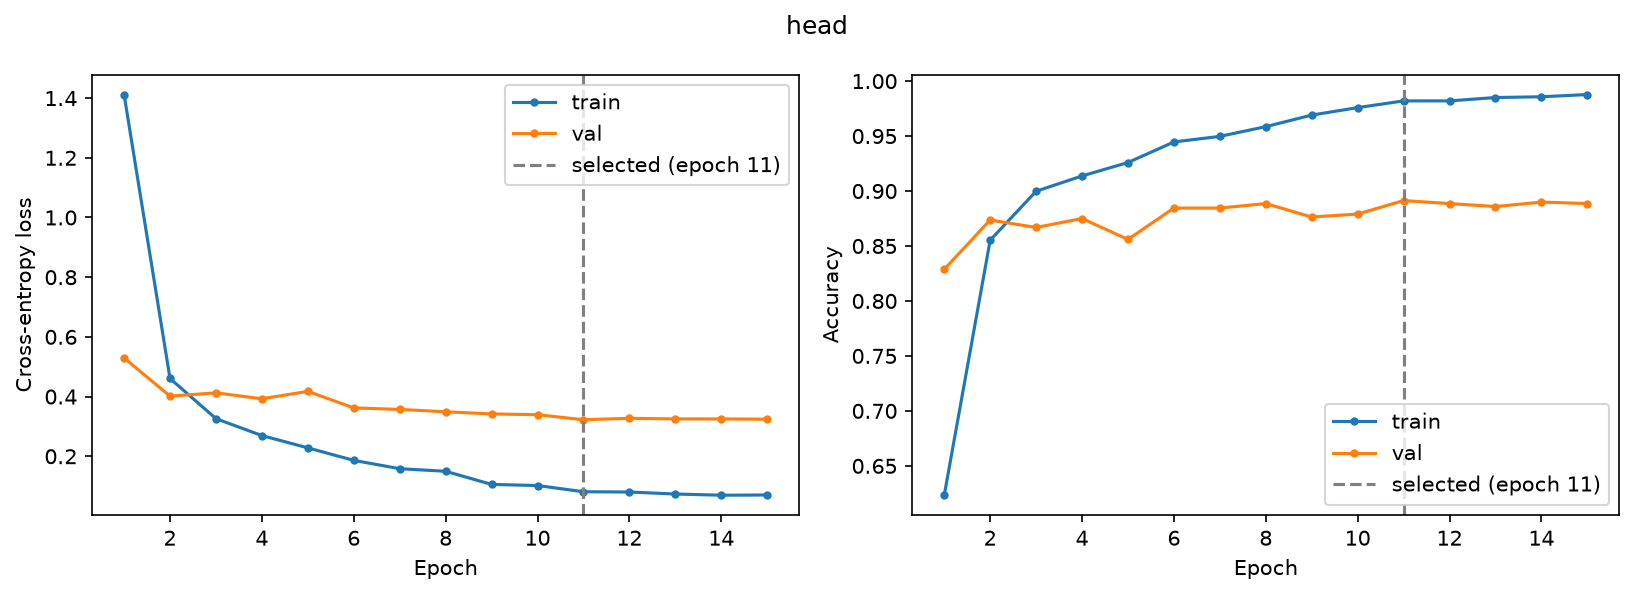 head
Cross-entropy loss
1.4
1.2
1.0
0.8
0.6
0.4
0.2
train
val
selected (epoch 11)
2 4 6 8 10 12 14
Epoch
Accuracy
1.00
0.95
0.90
0.85
0.80
0.75
0.70
0.65
train
val
selected (epoch 11)
2 4 6 8 10 12 14
Epoch